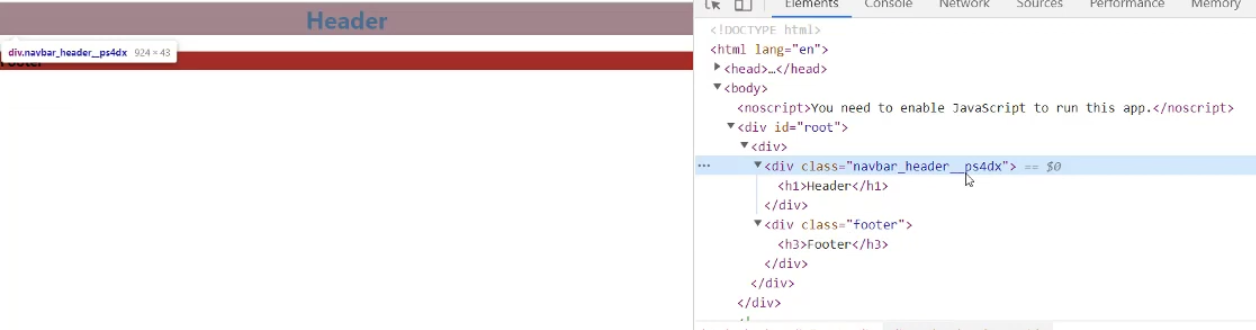 Header
div.navbar_header__ps4dx 924 × 43
Footer
Elements Console Network Sources Performance Memory
<!DOCTYPE html>
<html lang="en">
<head>…</head>
<body>
<noscript>You need to enable JavaScript to run this app.</noscript>
<div id="root">
<div>
<div class="navbar_header__ps4dx"> == $0
<h1>Header</h1>
</div>
<div class="footer">
<h3>Footer</h3>
</div>
</div>
</div>